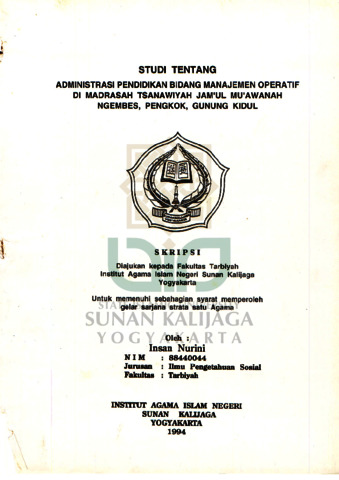 STUDI TENTANG
ADMINISTRASI PENDIDIKAN BIDANG MANAJEMEN OPERATIF
DI MADRASAH TSANAWIYAH JAM'UL MU'AWANAH
NGEMBES, PENGKOK, GUNUNG KIDUL
SKRIPSI
Diajukan kepada Fakultas Tarbiyah
Institut Agama Islam Negeri Sunan Kalijaga
Yogyakarta
Untuk memenuhi sebahagian syarat memperoleh
gelar sarjana strata satu Agama
SUNAN KALIJAGA
YOGYAKARTA
Oleh :
Insan Nurini
NIM : 88440044
Jurusan : Ilmu Pengetahuan Sosial
Fakultas : Tarbiyah
INSTITUT AGAMA ISLAM NEGERI
SUNAN KALIJAGA
YOGYAKARTA
1994